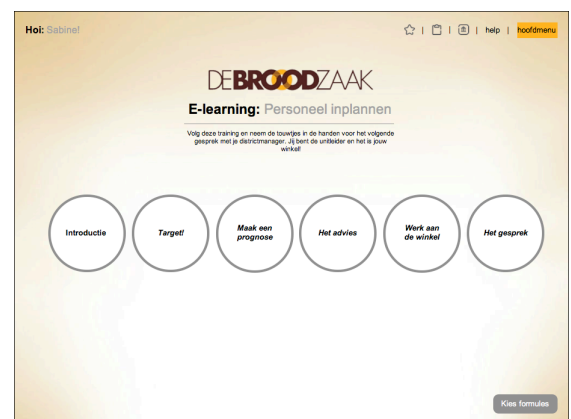 Hoi: Sabine!
| | | help | hoofdmenu
DEBROODZAAK
E-learning: Personeel inplannen
Volg deze training en neem de touwtjes in de handen voor het volgende
gesprek met je districtmanager. Jij bent de unitleider en het is jouw
winkel!
Introductie
Target!
Maak een
prognose
Het advies
Werk aan
de winkel
Het gesprek
Kies formules